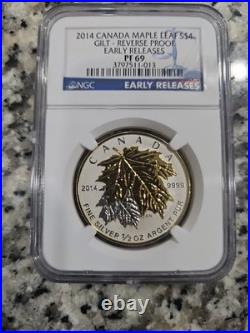 2014 CANADA MAPLE LEAF S$4
GILT - REVERSE PROOF
EARLY RELEASES
PF 69
3797511-013
NGC
EARLY RELEASES
CANADA
2014 9999
FINE SILVER 1/2 OZ ARGENT PUR